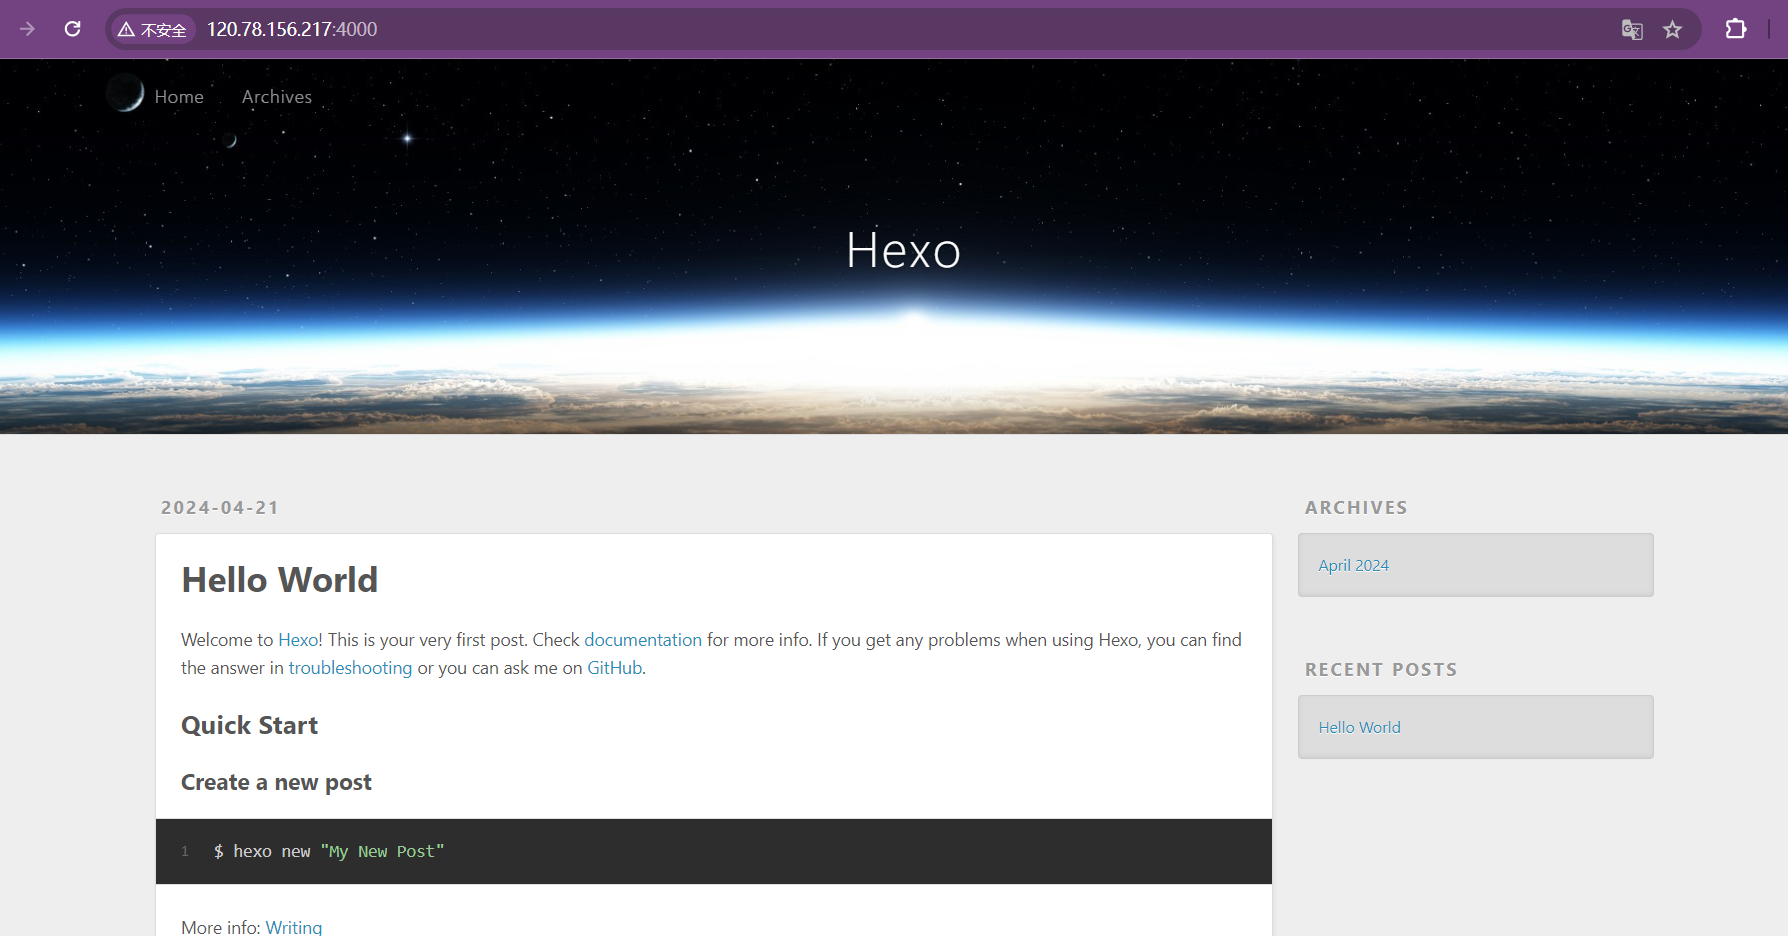 不安全 120.78.156.217:4000
Home Archives
Hexo
2024-04-21
Hello World
Welcome to Hexo! This is your very first post. Check documentation for more info. If you get any problems when using Hexo, you can find
the answer in troubleshooting or you can ask me on GitHub.
Quick Start
Create a new post
1 $ hexo new "My New Post"
More info: Writing
ARCHIVES
April 2024
RECENT POSTS
Hello World